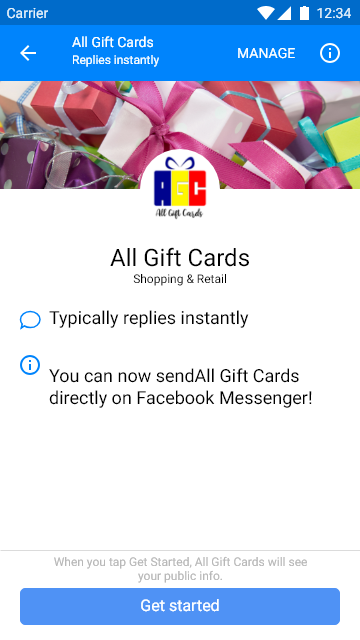 Carrier
12:34
All Gift Cards
Replies instantly
MANAGE
AGC
All Gift Cards
All Gift Cards
Shopping & Retail
Typically replies instantly
You can now sendAll Gift Cards
directly on Facebook Messenger!
When you tap Get Started, All Gift Cards will see
your public info.
Get started